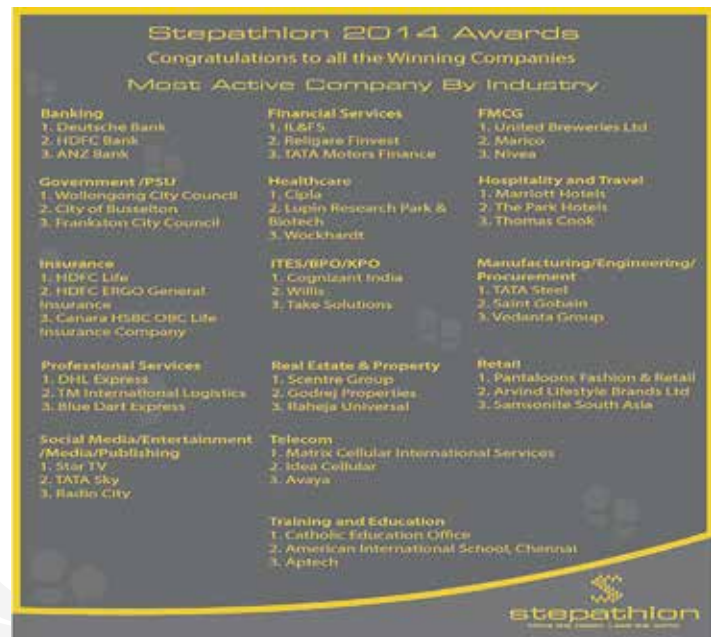 Stepathlon 2014 Awards
Congratulations to all the Winning Companies
Most Active Company By Industry
Banking
1. Deutsche Bank
2. HDFC Bank
3. ANZ Bank
Financial Services
1. IL&FS
2. Religare Finvest
3. TATA Motors Finance
FMCG
1. United Breweries Ltd
2. Marico
3. Nivea
Government /PSU
1. Wollongong City Council
2. City of Busselton
3. Frankston City Council
Healthcare
1. Cipla
2. Lupin Research Park &
Biotech
3. Wockhardt
Hospitality and Travel
1. Marriott Hotels
2. The Park Hotels
3. Thomas Cook
Insurance
1. HDFC Life
2. HDFC ERGO General
Insurance
3. Canara HSBC OBC Life
Insurance Company
ITES/BPO/KPO
1. Cognizant India
2. Willis
3. Take Solutions
Manufacturing/Engineering/
Procurement
1. TATA Steel
2. Saint Gobain
3. Vedanta Group
Professional Services
1. DHL Express
2. TM International Logistics
3. Blue Dart Express
Real Estate & Property
1. Scentre Group
2. Godrej Properties
3. Raheja Universal
Retail
1. Pantaloons Fashion & Retail
2. Arvind Lifestyle Brands Ltd
3. Samsonite South Asia
Social Media/Entertainment
/Media/Publishing
1. Star TV
2. TATA Sky
3. Radio City
Telecom
1. Matrix Cellular International Services
2. Idea Cellular
3. Avaya
Training and Education
1. Catholic Education Office
2. American International School, Chennai
3. Aptech
stepathlon